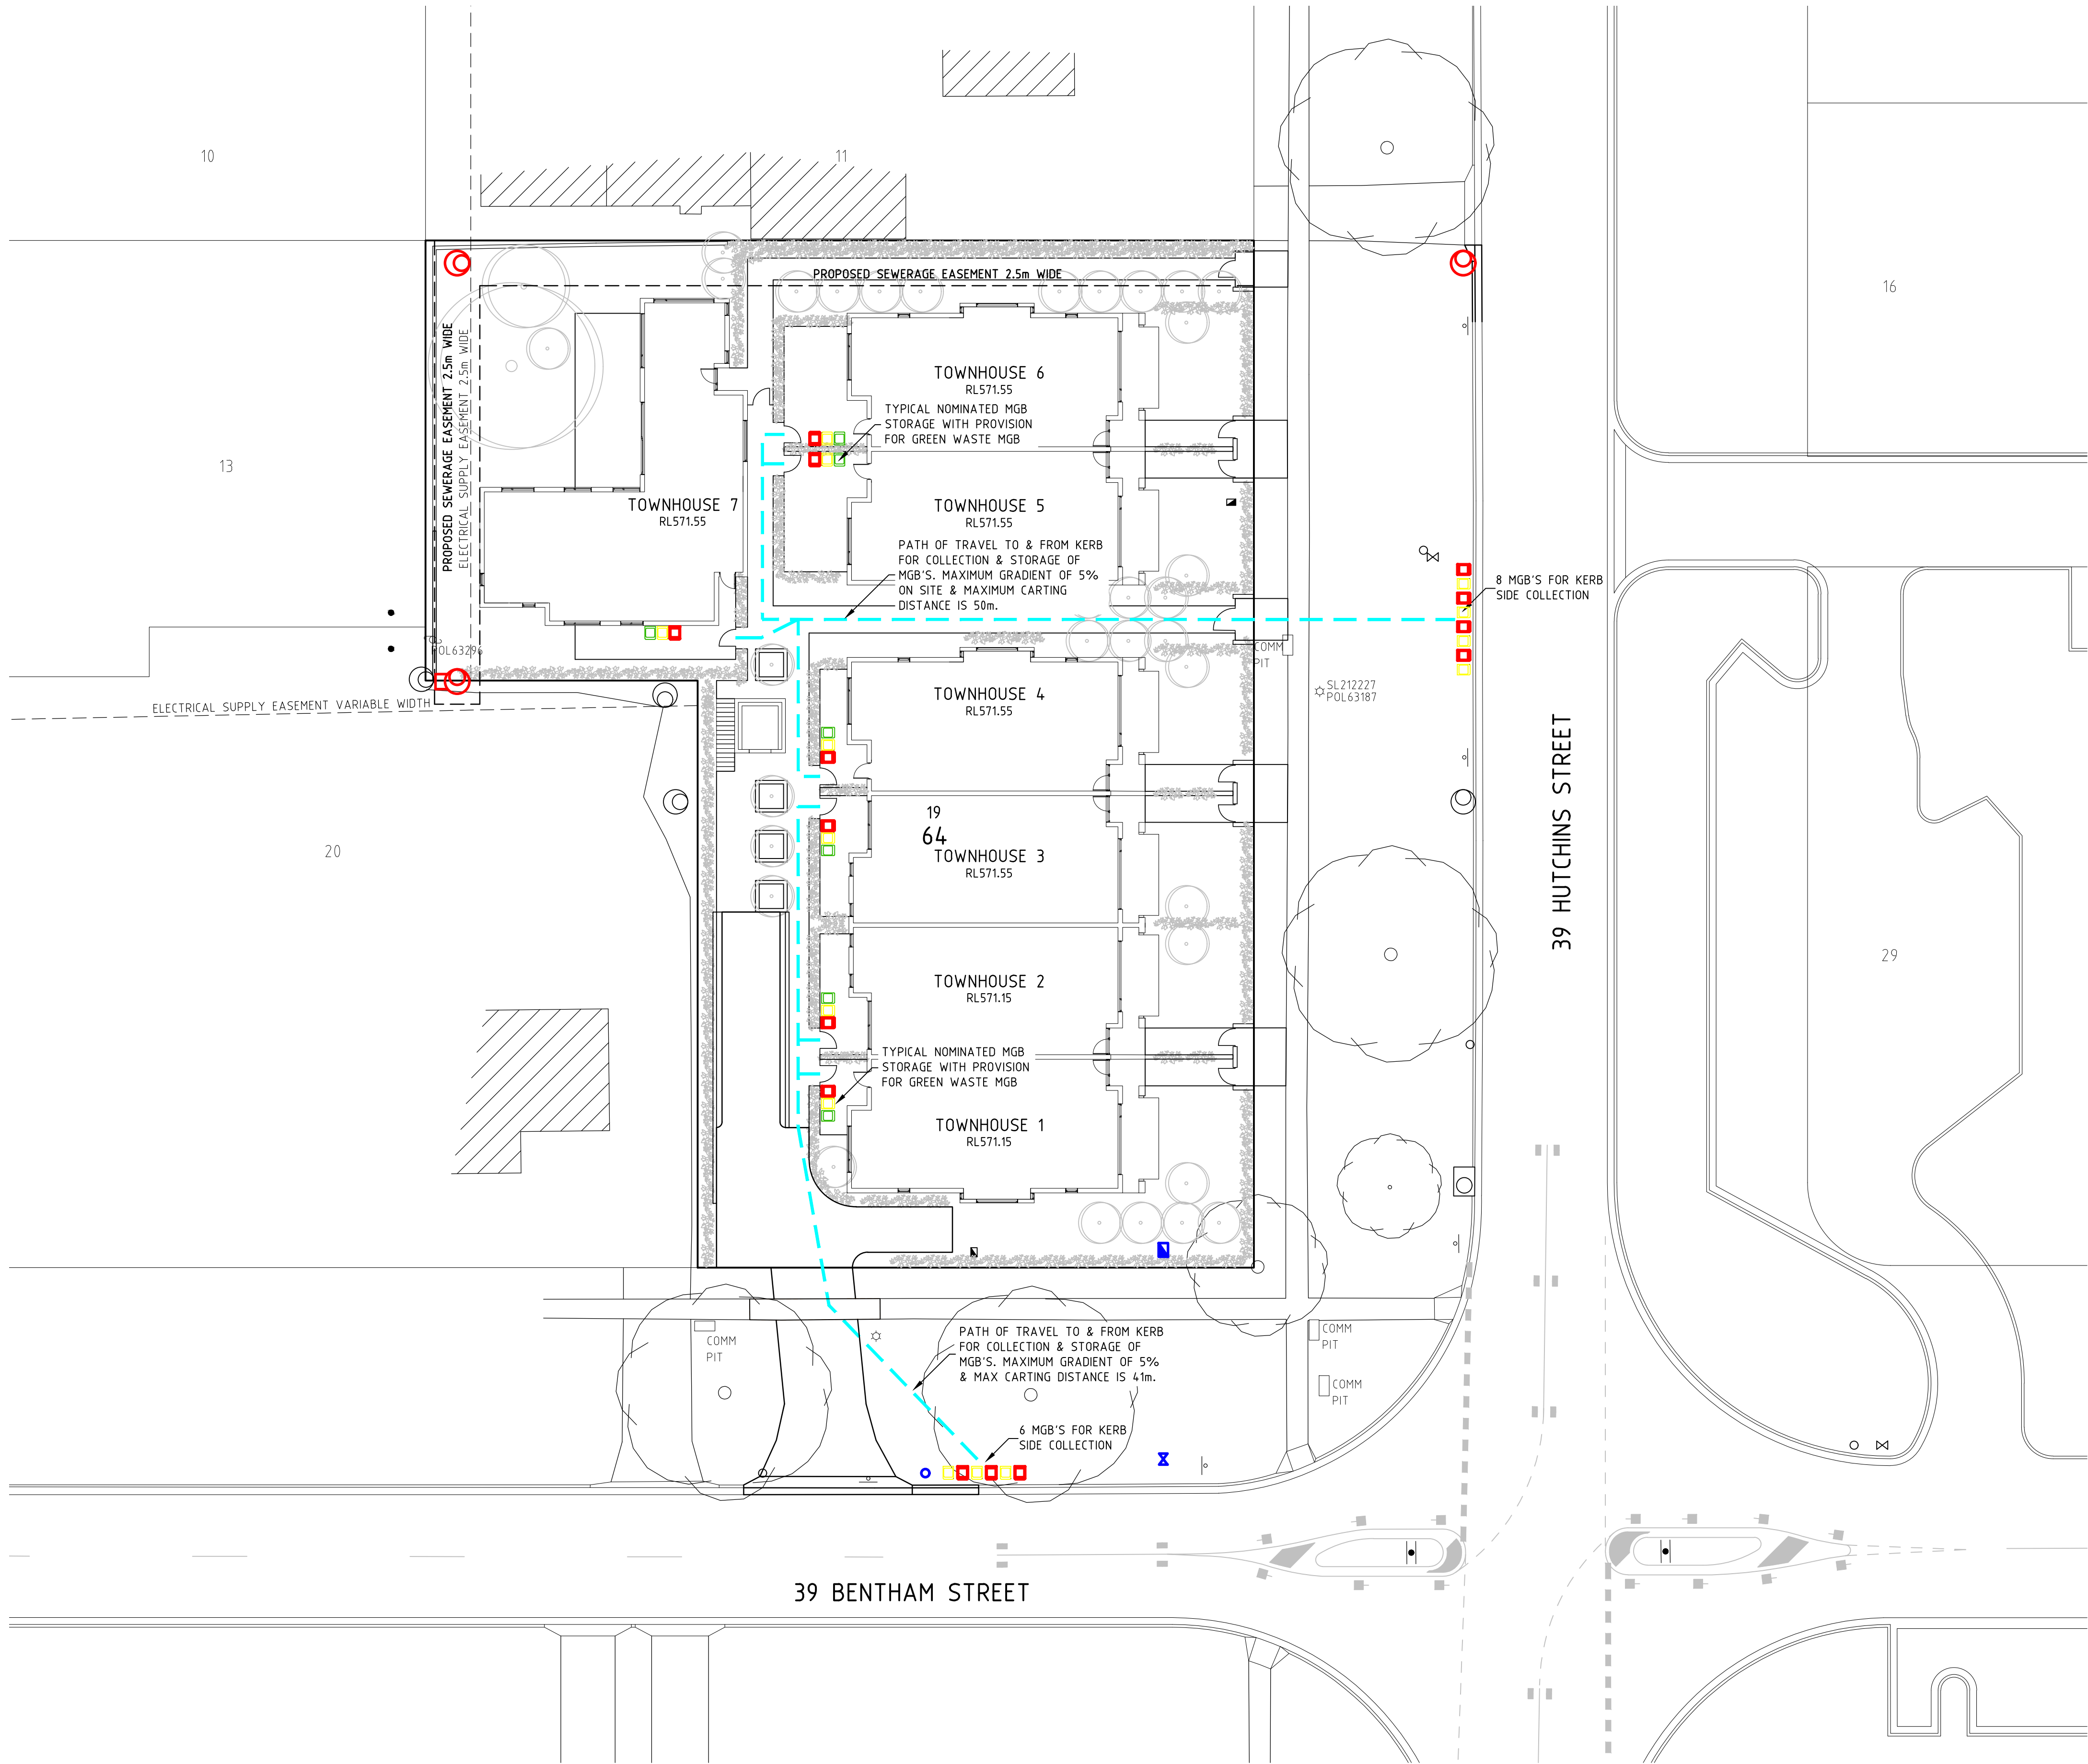 10
11
13
16
20
29
PROPOSED SEWERAGE EASEMENT 2.5m WIDE
PROPOSED SEWERAGE EASEMENT 2.5m WIDE
ELECTRICAL SUPPLY EASEMENT 2.5m WIDE
TOWNHOUSE 6
RL571.55
TYPICAL NOMINATED MGB
STORAGE WITH PROVISION
FOR GREEN WASTE MGB
TOWNHOUSE 7
RL571.55
TOWNHOUSE 5
RL571.55
PATH OF TRAVEL TO & FROM KERB
FOR COLLECTION & STORAGE OF
MGB'S. MAXIMUM GRADIENT OF 5%
ON SITE & MAXIMUM CARTING
DISTANCE IS 50m.
8 MGB'S FOR KERB
SIDE COLLECTION
COMM
PIT
POL63296
SL212227
POL63187
ELECTRICAL SUPPLY EASEMENT VARIABLE WIDTH
TOWNHOUSE 4
RL571.55
39 HUTCHINS STREET
19
64
TOWNHOUSE 3
RL571.55
TOWNHOUSE 2
RL571.15
TYPICAL NOMINATED MGB
STORAGE WITH PROVISION
FOR GREEN WASTE MGB
TOWNHOUSE 1
RL571.15
COMM
PIT
PATH OF TRAVEL TO & FROM KERB
FOR COLLECTION & STORAGE OF
MGB'S. MAXIMUM GRADIENT OF 5%
& MAX CARTING DISTANCE IS 41m.
COMM
PIT
COMM
PIT
6 MGB'S FOR KERB
SIDE COLLECTION
39 BENTHAM STREET